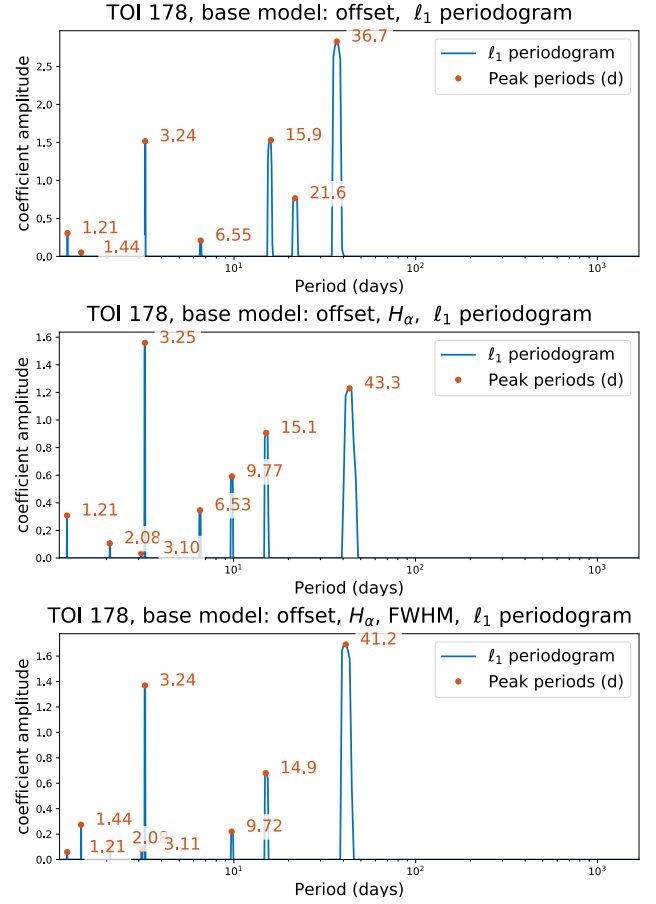 TOI 178, base model: offset, ℓ₁ periodogram
36.7
ℓ₁ periodogram
Peak periods (d)
3.24
15.9
21.6
1.21
6.55
1.44
coefficient amplitude
2.5
2.0
1.5
1.0
0.5
0.0
10¹ 10² 10³
Period (days)
TOI 178, base model: offset, Hα, ℓ₁ periodogram
3.25
ℓ₁ periodogram
Peak periods (d)
43.3
15.1
9.77
6.53
1.21
2.08
3.10
coefficient amplitude
1.6
1.4
1.2
1.0
0.8
0.6
0.4
0.2
0.0
10¹ 10² 10³
Period (days)
TOI 178, base model: offset, Hα, FWHM, ℓ₁ periodogram
41.2
ℓ₁ periodogram
Peak periods (d)
3.24
14.9
1.44
9.72
2.08
1.21
3.11
coefficient amplitude
1.6
1.4
1.2
1.0
0.8
0.6
0.4
0.2
0.0
10¹ 10² 10³
Period (days)